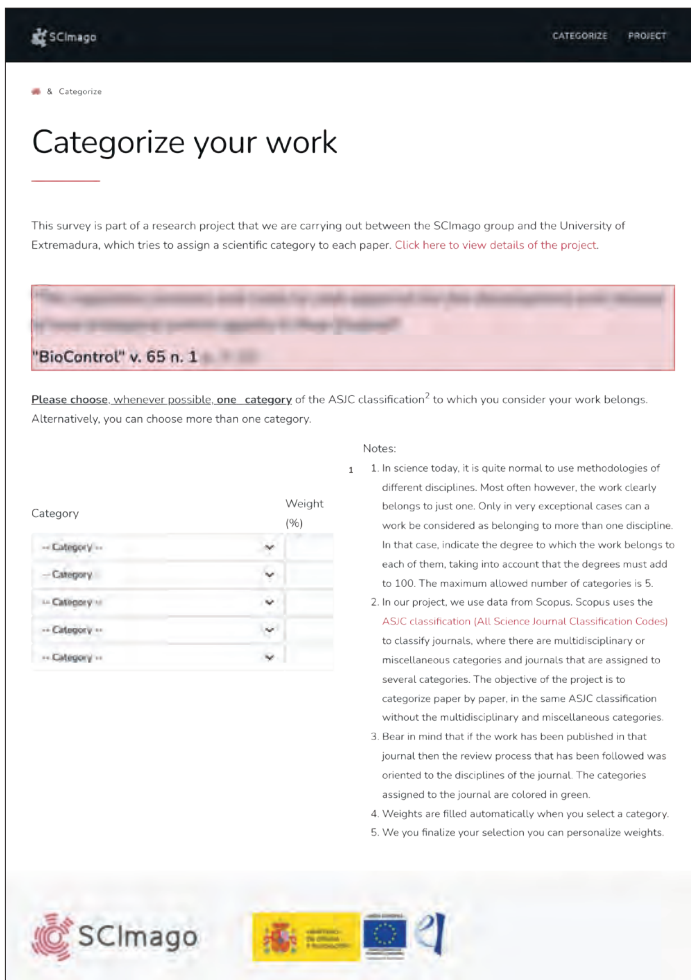 SCImago
CATEGORIZE PROJECT
& Categorize
Categorize your work
This survey is part of a research project that we are carrying out between the SCImago group and the University of
Extremadura, which tries to assign a scientific category to each paper. Click here to view details of the project.
"BioControl" v. 65 n. 1
Please choose, whenever possible, one category of the ASJC classification2 to which you consider your work belongs.
Alternatively, you can choose more than one category.
Category
Weight
(%)
-- Category --
-- Category
-- Category --
-- Category --
-- Category --
Notes:
1
1. In science today, it is quite normal to use methodologies of
different disciplines. Most often however, the work clearly
belongs to just one. Only in very exceptional cases can a
work be considered as belonging to more than one discipline.
In that case, indicate the degree to which the work belongs to
each of them, taking into account that the degrees must add
to 100. The maximum allowed number of categories is 5.
2. In our project, we use data from Scopus. Scopus uses the
ASJC classification (All Science Journal Classification Codes)
to classify journals, where there are multidisciplinary or
miscellaneous categories and journals that are assigned to
several categories. The objective of the project is to
categorize paper by paper, in the same ASJC classification
without the multidisciplinary and miscellaneous categories.
3. Bear in mind that if the work has been published in that
journal then the review process that has been followed was
oriented to the disciplines of the journal. The categories
assigned to the journal are colored in green.
4. Weights are filled automatically when you select a category.
5. We you finalize your selection you can personalize weights.
SCImago